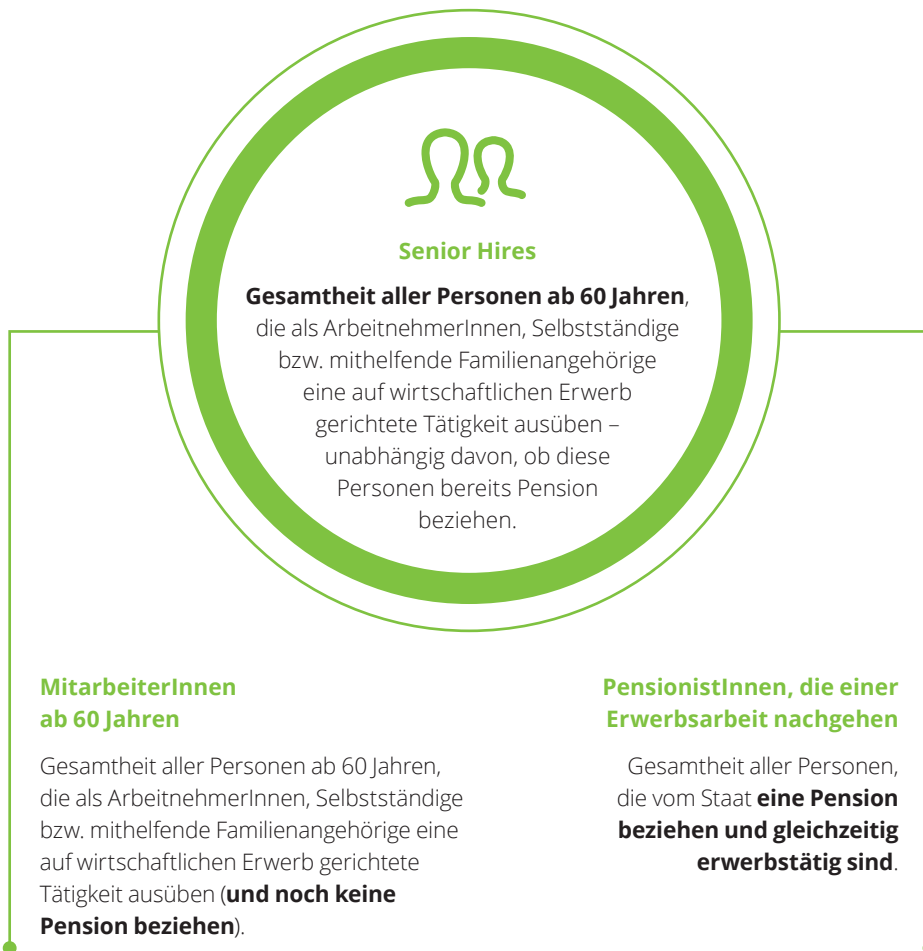 Senior Hires
Gesamtheit aller Personen ab 60 Jahren,
die als ArbeitnehmerInnen, Selbstständige
bzw. mithelfende Familienangehörige
eine auf wirtschaftlichen Erwerb
gerichtete Tätigkeit ausüben –
unabhängig davon, ob diese
Personen bereits Pension
beziehen.
MitarbeiterInnen
ab 60 Jahren
Gesamtheit aller Personen ab 60 Jahren,
die als ArbeitnehmerInnen, Selbstständige
bzw. mithelfende Familienangehörige eine
auf wirtschaftlichen Erwerb gerichtete
Tätigkeit ausüben (und noch keine
Pension beziehen).
PensionistInnen, die einer
Erwerbsarbeit nachgehen
Gesamtheit aller Personen,
die vom Staat eine Pension
beziehen und gleichzeitig
erwerbstätig sind.